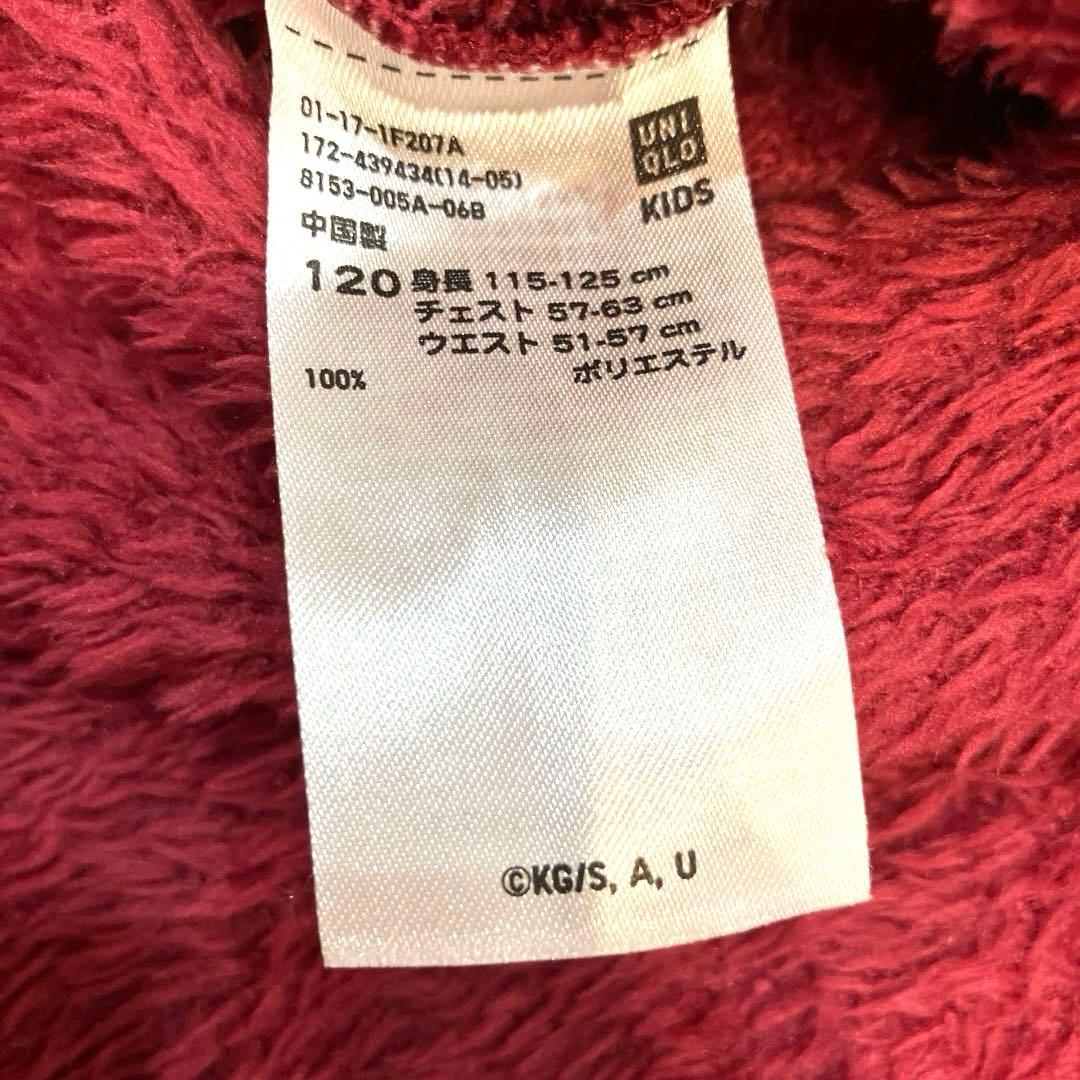 01-17-1F207A
172-439434(14-05)
8153-005A-06B
中国製
UNI
QLO
KIDS
120 身長 115-125 cm
チェスト 57-63 cm
ウエスト 51-57 cm
100% ポリエステル
©KG/S, A, U